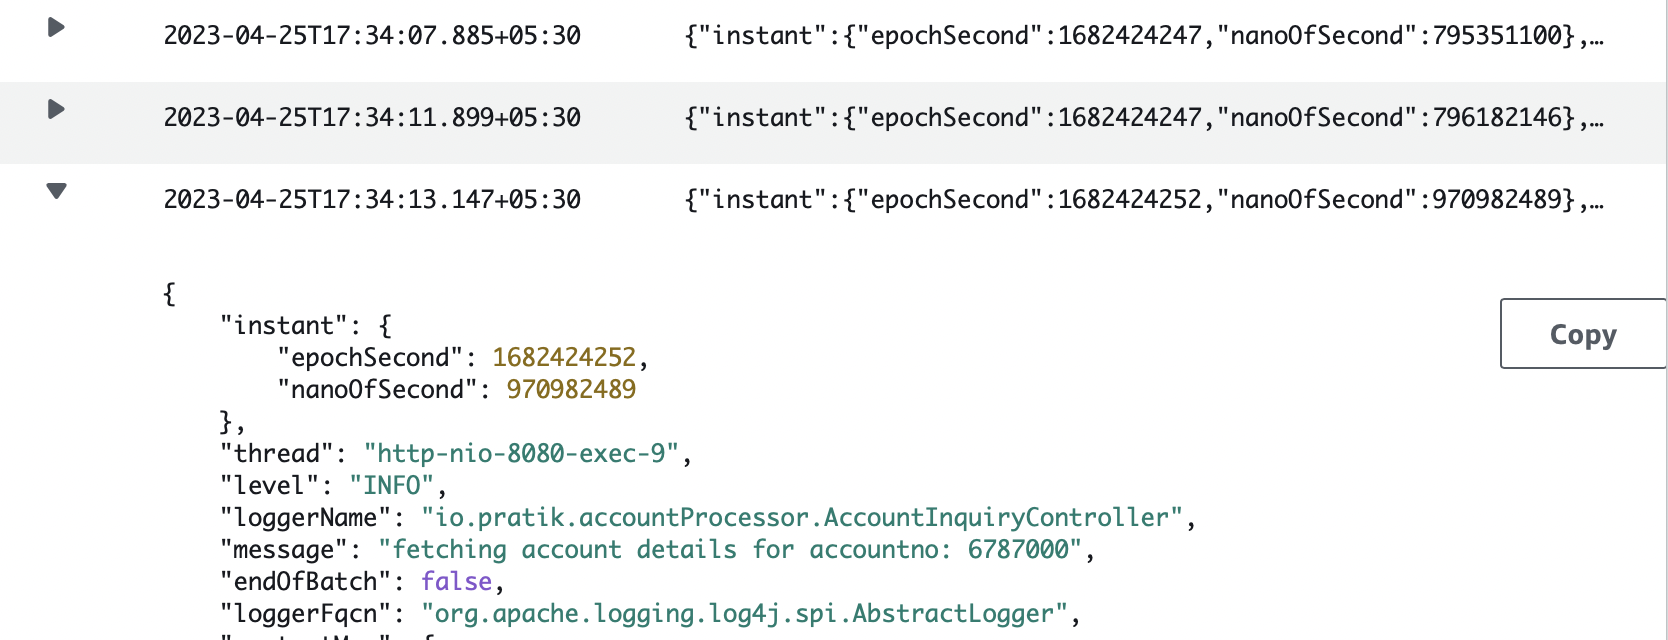 2023-04-25T17:34:07.885+05:30 {"instant":{"epochSecond":1682424247,"nanoOfSecond":795351100},…
2023-04-25T17:34:11.899+05:30 {"instant":{"epochSecond":1682424247,"nanoOfSecond":796182146},…
2023-04-25T17:34:13.147+05:30 {"instant":{"epochSecond":1682424252,"nanoOfSecond":970982489},…
{
"instant": {
Copy
"epochSecond": 1682424252,
"nanoOfSecond": 970982489
},
"thread": "http-nio-8080-exec-9",
"level": "INFO",
"loggerName": "io.pratik.accountProcessor.AccountInquiryController",
"message": "fetching account details for accountno: 6787000",
"endOfBatch": false,
"loggerFqcn": "org.apache.logging.log4j.spi.AbstractLogger",